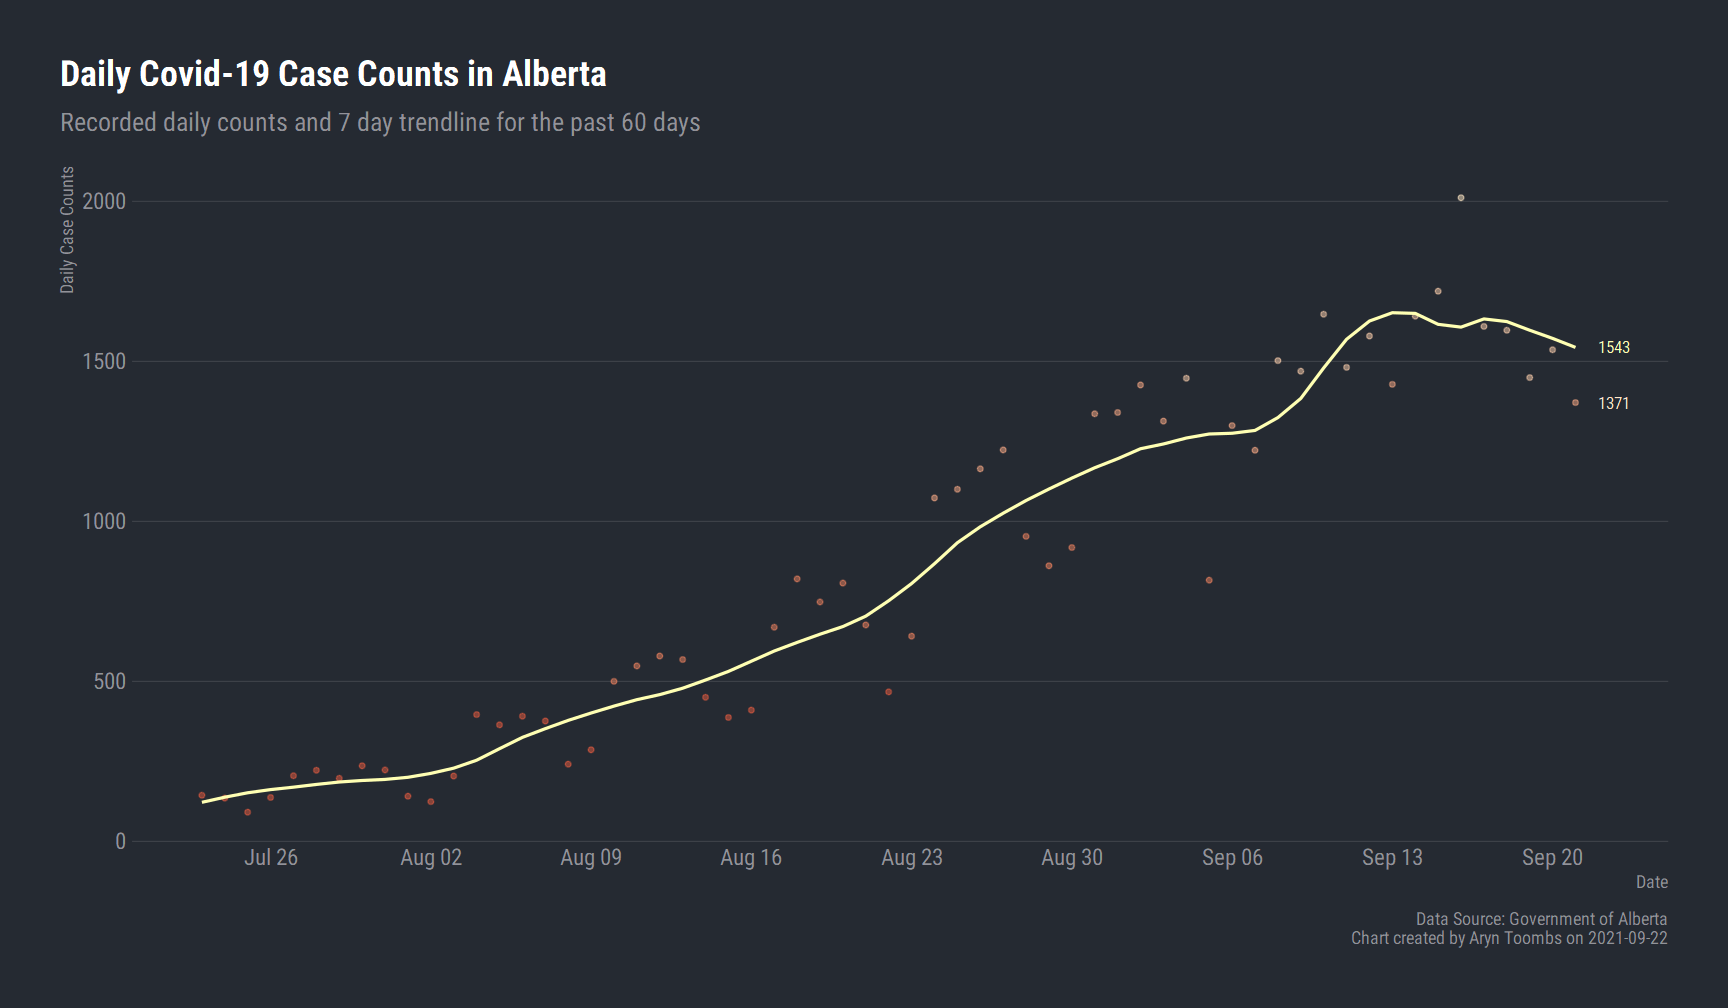 Daily Covid-19 Case Counts in Alberta
Recorded daily counts and 7 day trendline for the past 60 days
Daily Case Counts
2000
1500
1000
500
0
1543
1371
Jul 26 Aug 02 Aug 09 Aug 16 Aug 23 Aug 30 Sep 06 Sep 13 Sep 20
Date
Data Source: Government of Alberta
Chart created by Aryn Toombs on 2021-09-22